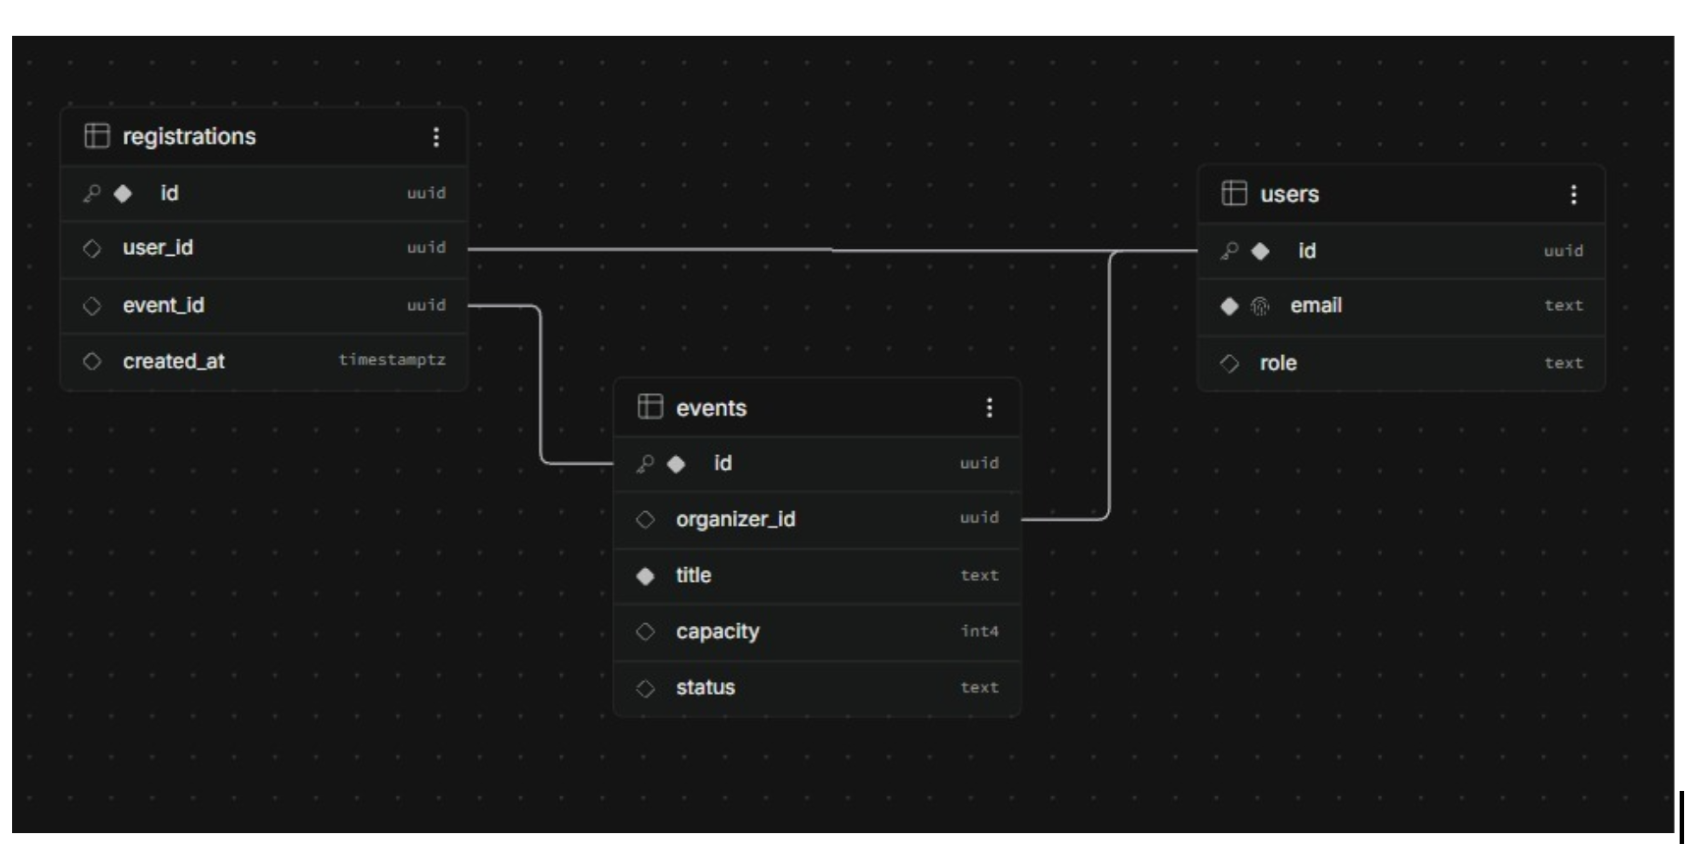 registrations
id uuid
user_id uuid
event_id uuid
created_at timestamptz
users
id uuid
email text
role text
events
id uuid
organizer_id uuid
title text
capacity int4
status text